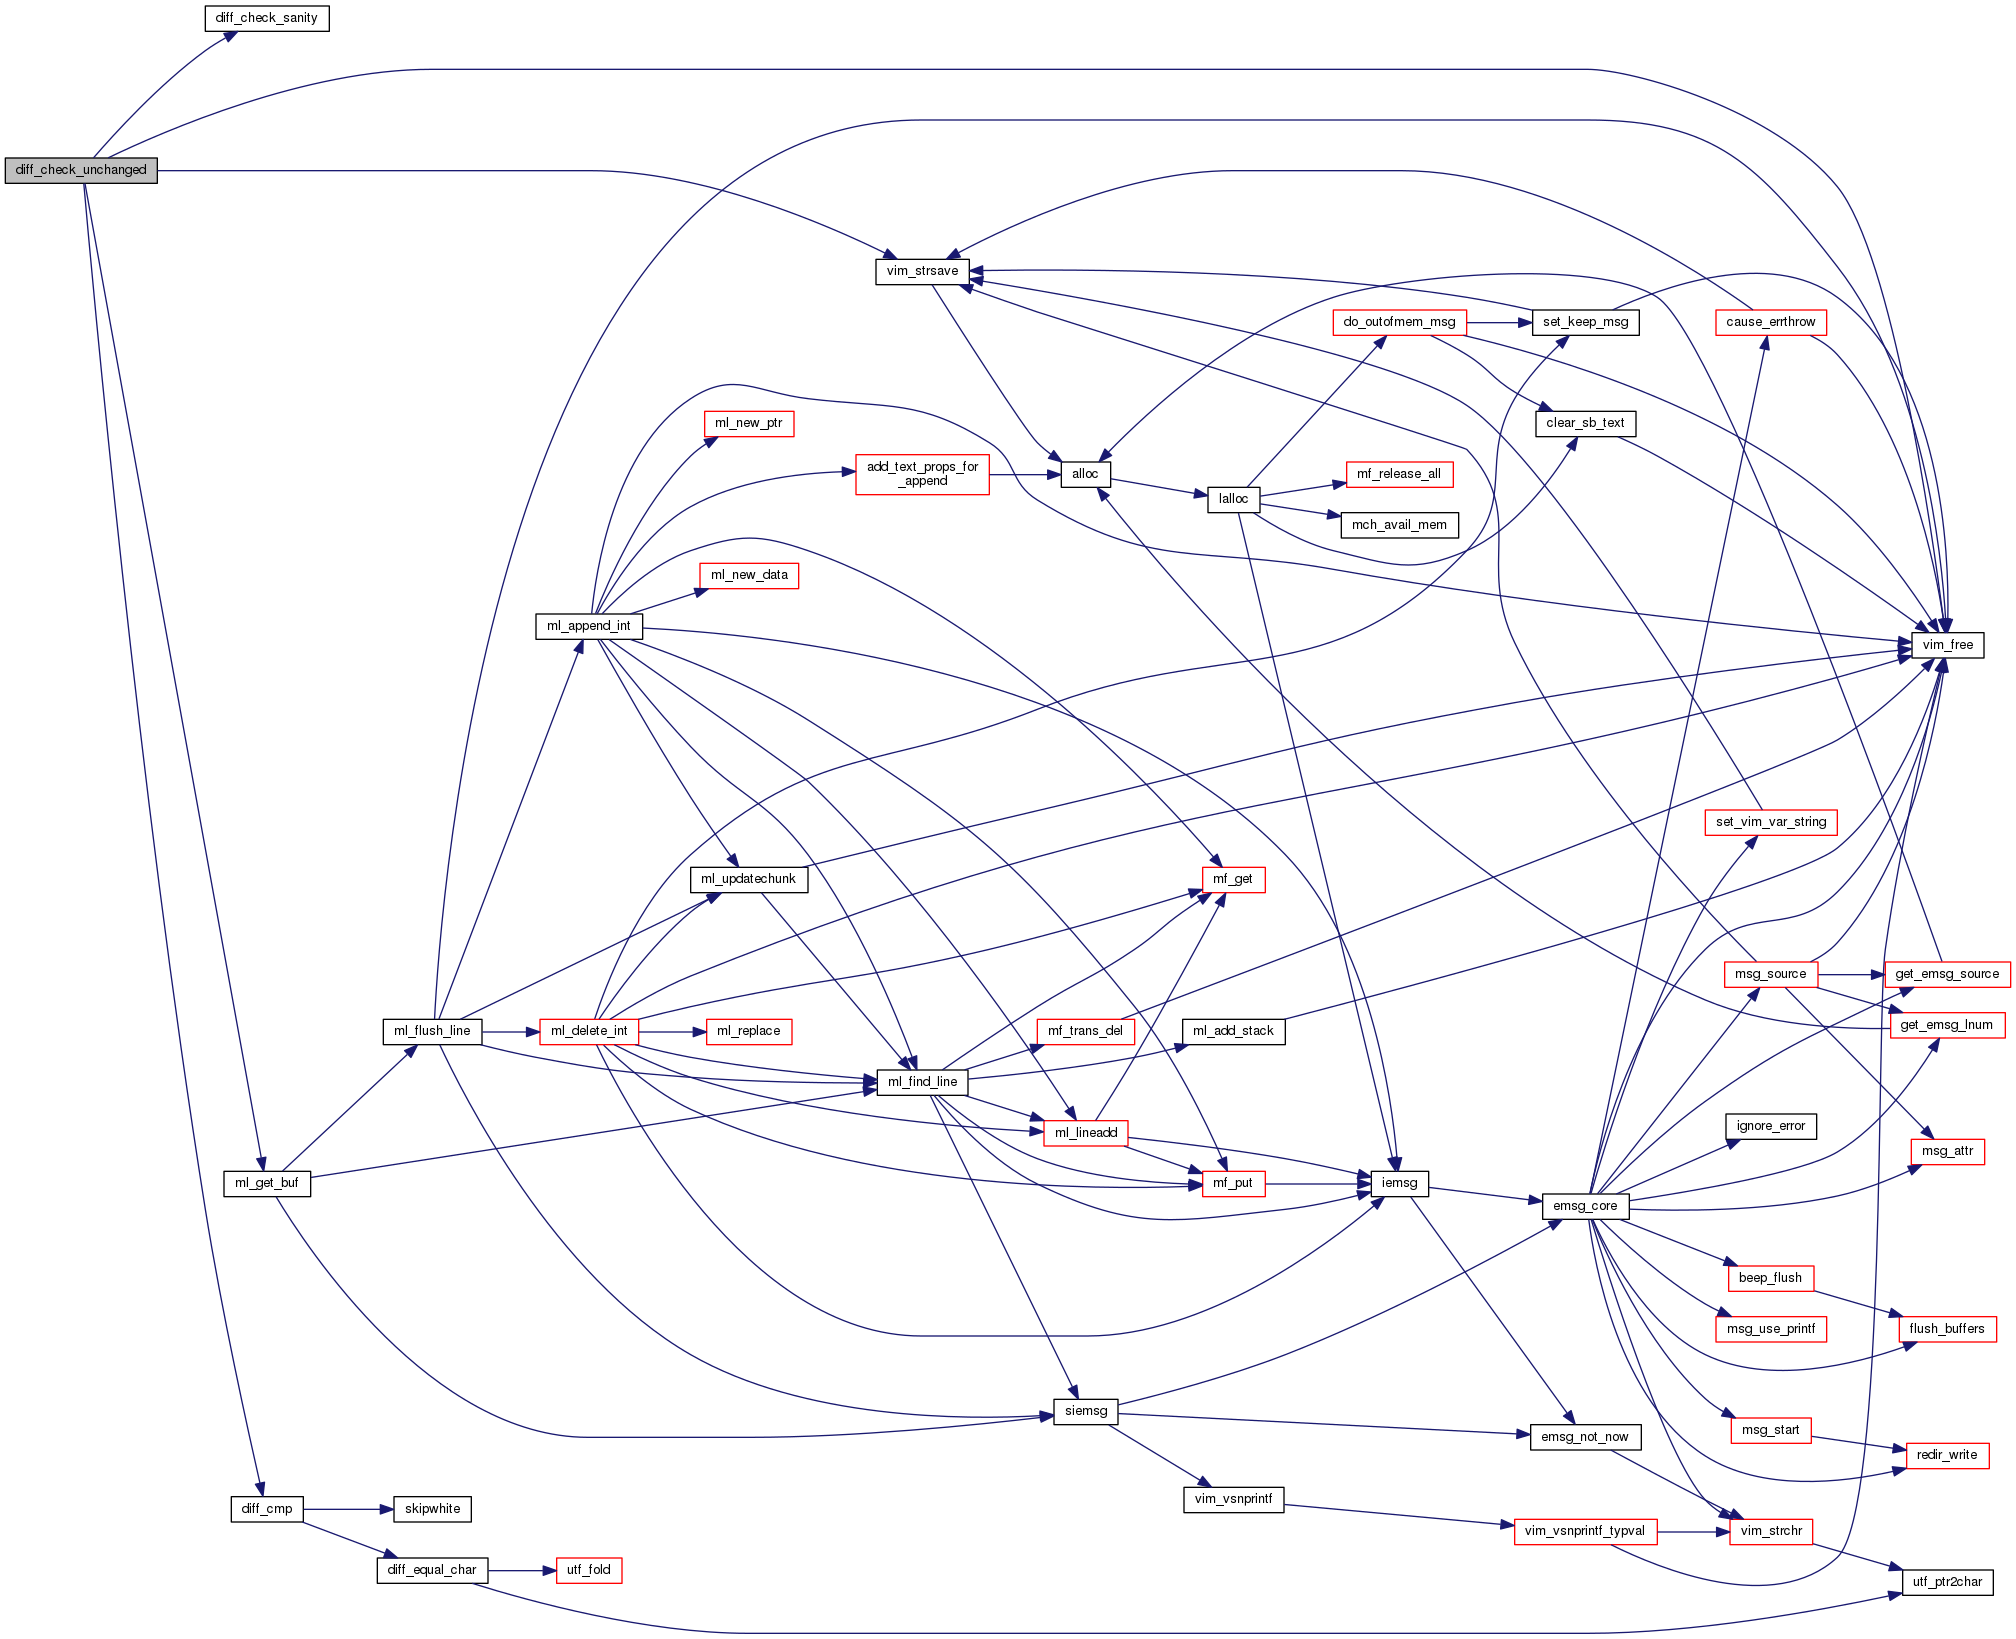 diff_check_sanity
diff_check_unchanged
vim_strsave
do_outofmem_msg
set_keep_msg
cause_errthrow
ml_new_ptr
clear_sb_text
add_text_props_for
_append
alloc
mf_release_all
lalloc
mch_avail_mem
ml_new_data
ml_append_int
vim_free
set_vim_var_string
ml_updatechunk
mf_get
msg_source
get_emsg_source
ml_flush_line
ml_delete_int
ml_replace
mf_trans_del
ml_add_stack
get_emsg_lnum
ml_find_line
ignore_error
ml_lineadd
msg_attr
ml_get_buf
mf_put
iemsg
emsg_core
beep_flush
msg_use_printf
flush_buffers
siemsg
emsg_not_now
msg_start
redir_write
vim_vsnprintf
diff_cmp
skipwhite
vim_vsnprintf_typval
vim_strchr
diff_equal_char
utf_fold
utf_ptr2char